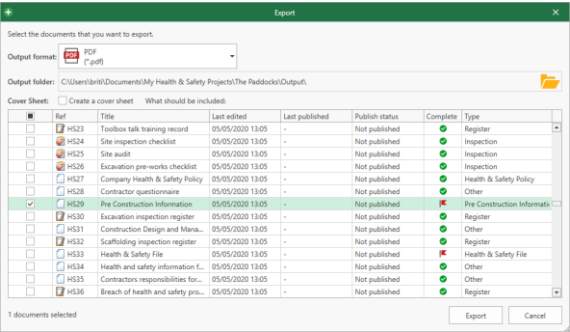 Export
Select the documents that you want to export.
Output format: PDF PDF (*.pdf)
Output folder: C:\Users\briti\Documents\My Health & Safety Projects\The Paddocks\Output\
Cover Sheet: Create a cover sheet What should be included:
Ref Title Last edited Last published Publish status Complete Type
HS23 Toolbox talk training record 05/05/2020 13:05 - Not published Register
HS24 Site inspection checklist 05/05/2020 13:05 - Not published Inspection
HS25 Site audit 05/05/2020 13:05 - Not published Inspection
HS26 Excavation pre-works checklist 05/05/2020 13:05 - Not published Inspection
HS27 Company Health & Safety Policy 05/05/2020 13:05 - Not published Health & Safety Policy
HS28 Contractor questionnaire 05/05/2020 13:05 - Not published Other
HS29 Pre Construction Information 05/05/2020 13:05 - Not published Pre Construction Informati
HS30 Excavation inspection register 05/05/2020 13:05 - Not published Register
HS31 Construction Design and Mana... 05/05/2020 13:05 - Not published Other
HS32 Scaffolding inspection register 05/05/2020 13:05 - Not published Register
HS33 Health & Safety File 05/05/2020 13:05 - Not published Health & Safety File
HS34 Health and safety information f... 05/05/2020 13:05 - Not published Other
HS35 Contractors responsibilities for... 05/05/2020 13:05 - Not published Other
HS36 Breach of health and safety pro... 05/05/2020 13:05 - Not published Register
1 documents selected
Export Cancel